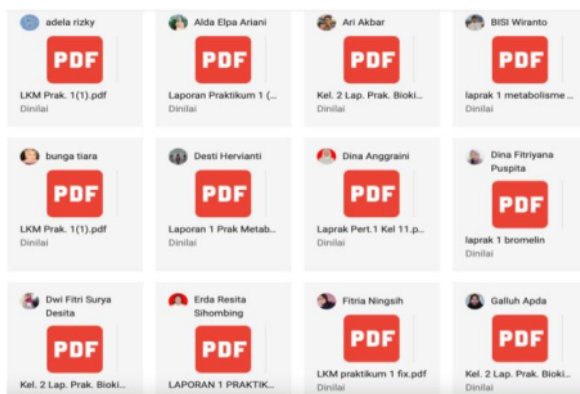 adela rizky
PDF
LKM Prak. 1(1).pdf
Dinilai
Alda Elpa Ariani
PDF
Laporan Praktikum 1 (...
Dinilai
Ari Akbar
PDF
Kel. 2 Lap. Prak. Bioki...
Dinilai
BISI Wiranto
PDF
laprak 1 metabolisme ...
Dinilai
bunga tiara
PDF
LKM Prak. 1(1).pdf
Dinilai
Desti Hervianti
PDF
Laporan 1 Prak Metab...
Dinilai
Dina Anggraini
PDF
Laprak Pert.1 Kel 11.p...
Dinilai
Dina Fitriyana
Puspita
PDF
laprak 1 bromelin
Dinilai
Dwi Fitri Surya
Desita
PDF
Kel. 2 Lap. Prak. Bioki...
Erda Resita
Sihombing
PDF
LAPORAN 1 PRAKTIK...
Fitria Ningsih
PDF
LKM praktikum 1 fix.pdf
Dinilai
Galluh Apda
PDF
Kel. 2 Lap. Prak. Bioki...
Dinilai